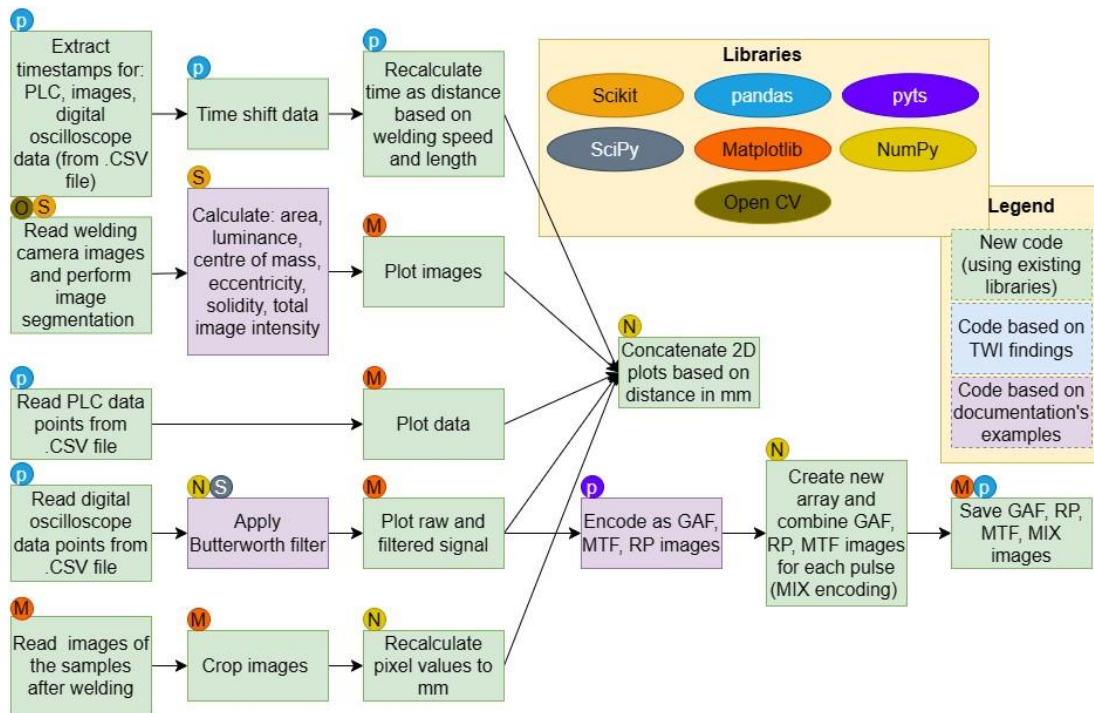 p
Extract
timestamps for:
PLC, images,
digital
oscilloscope
data (from .CSV
file)
p
Time shift data
p
Recalculate
time as distance
based on
welding speed
and length
Libraries
Scikit
pandas
pyts
SciPy
Matplotlib
NumPy
Open CV
Legend
New code
(using existing
libraries)
Code based on
TWI findings
Code based on
documentation's
examples
O S
Read welding
camera images
and perform
image
segmentation
S
Calculate: area,
luminance,
centre of mass,
eccentricity,
solidity, total
image intensity
M
Plot images
N
Concatenate 2D
plots based on
distance in mm
p
Read PLC data
points from
.CSV file
M
Plot data
p
Read digital
oscilloscope
data points from
.CSV file
N S
Apply
Butterworth filter
M
Plot raw and
filtered signal
p
Encode as GAF,
MTF, RP images
N
Create new
array and
combine GAF,
RP, MTF images
for each pulse
(MIX encoding)
M p
Save GAF, RP,
MTF, MIX
images
M
Read images of
the samples
after welding
M
Crop images
N
Recalculate
pixel values to
mm